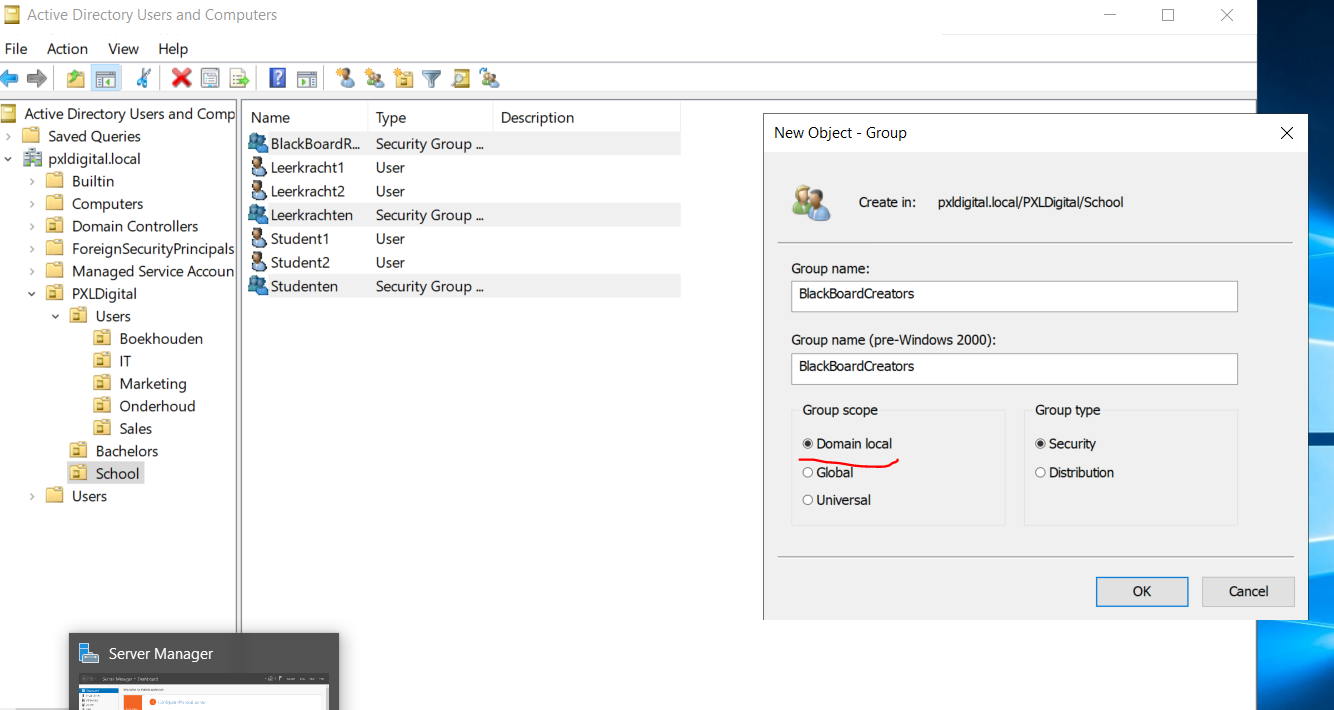 Active Directory Users and Computers
File Action View Help
Active Directory Users and Comp
Saved Queries
pxldigital.local
Builtin
Computers
Domain Controllers
ForeignSecurityPrincipals
Managed Service Accoun
PXLDigital
Users
Boekhouden
IT
Marketing
Onderhoud
Sales
Bachelors
School
Users
Name Type Description
BlackBoardR... Security Group ...
Leerkracht1 User
Leerkracht2 User
Leerkrachten Security Group ...
Student1 User
Student2 User
Studenten Security Group ...
New Object - Group
Create in: pxldigital.local/PXLDigital/School
Group name:
BlackBoardCreators
Group name (pre-Windows 2000):
BlackBoardCreators
Group scope
Domain local
Global
Universal
Group type
Security
Distribution
OK Cancel
Server Manager